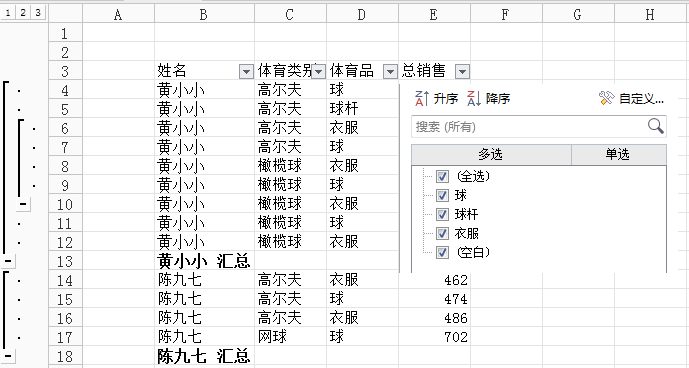 1 2 3 A B C D E F G H
1
2
3 姓名 体育类别 体育品 总销售
4 黄小小 高尔夫 球
5 黄小小 高尔夫 球杆
6 黄小小 高尔夫 衣服
7 黄小小 高尔夫 球
8 黄小小 橄榄球 衣服
9 黄小小 橄榄球 球
10 黄小小 橄榄球 衣服
11 黄小小 橄榄球 球
12 黄小小 橄榄球 衣服
13 黄小小 汇总
14 陈九七 高尔夫 衣服 462
15 陈九七 高尔夫 球 474
16 陈九七 高尔夫 衣服 486
17 陈九七 网球 球 702
18 陈九七 汇总
升序 降序 自定义...
搜索 (所有)
多选 单选
(全选)
球
球杆
衣服
(空白)